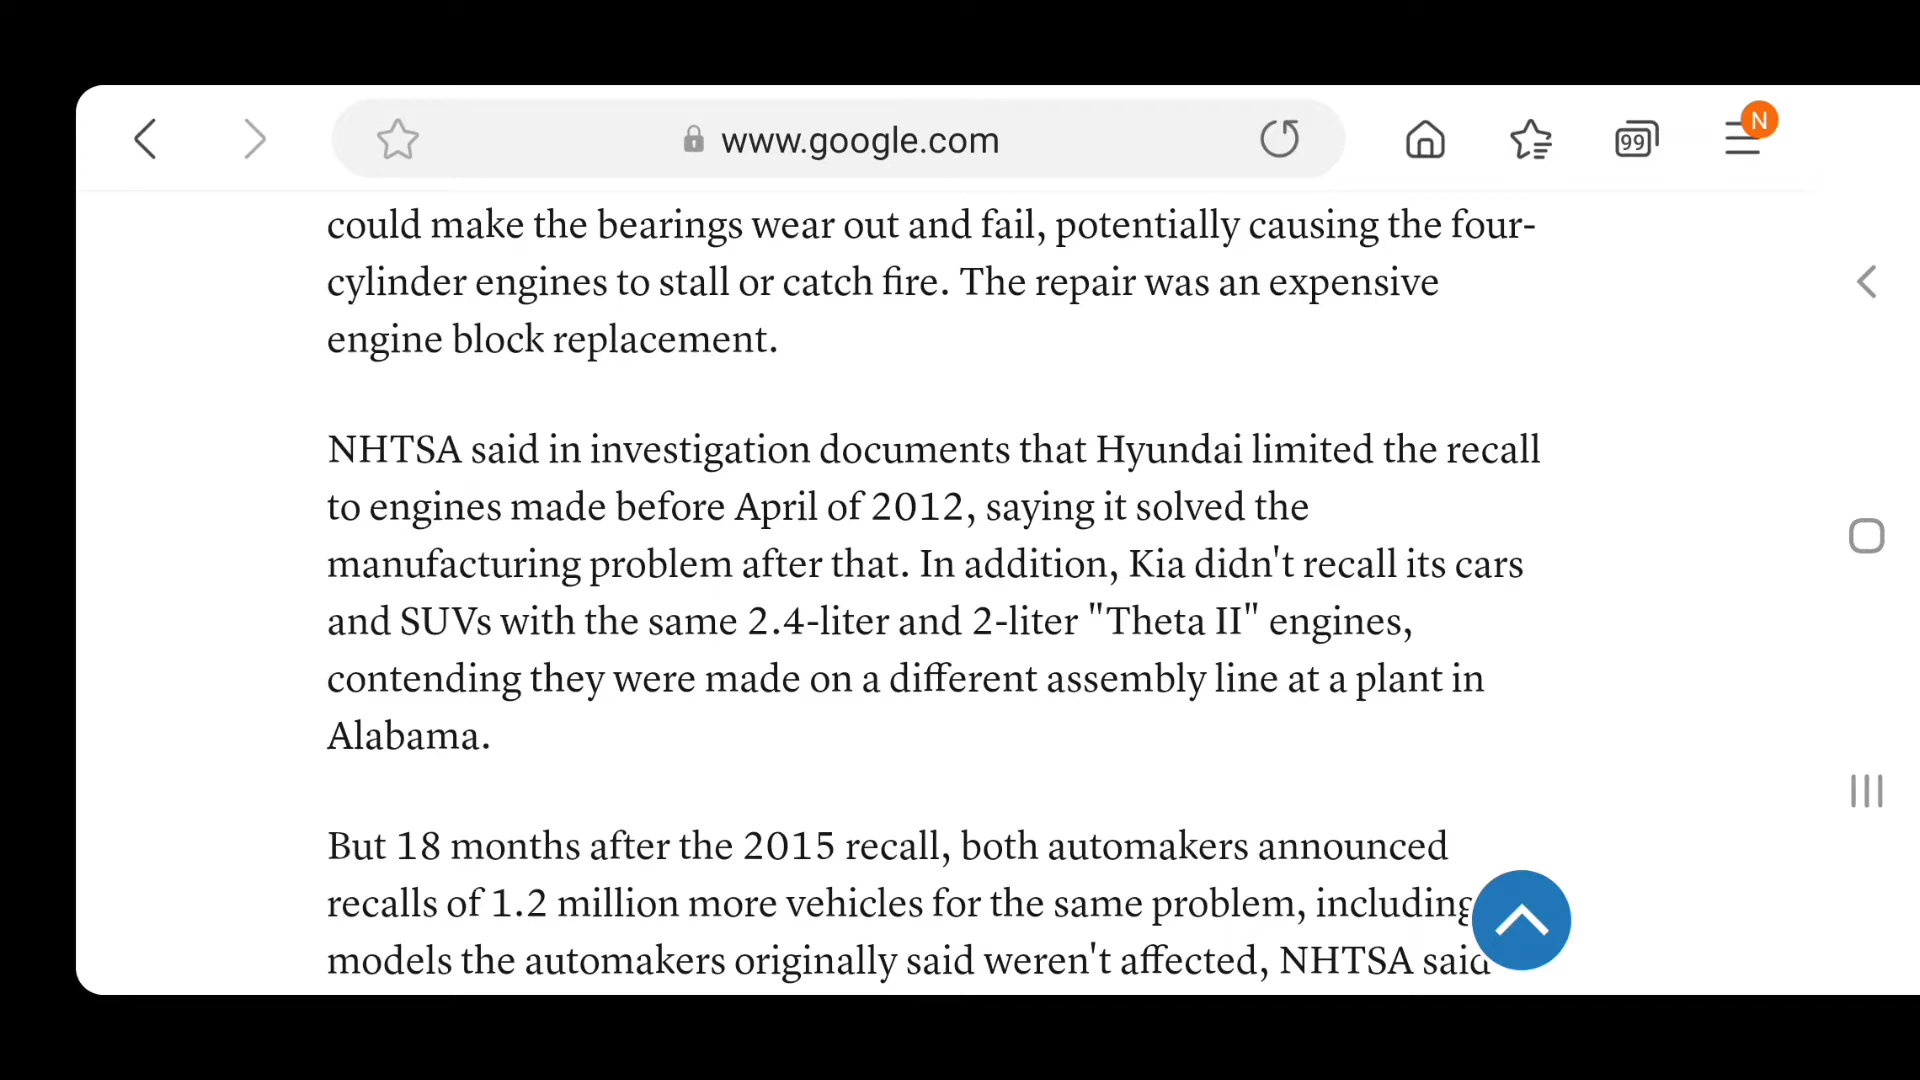 www.google.com
99
N
could make the bearings wear out and fail, potentially causing the four-
cylinder engines to stall or catch fire. The repair was an expensive
engine block replacement.
NHTSA said in investigation documents that Hyundai limited the recall
to engines made before April of 2012, saying it solved the
manufacturing problem after that. In addition, Kia didn't recall its cars
and SUVs with the same 2.4-liter and 2-liter "Theta II" engines,
contending they were made on a different assembly line at a plant in
Alabama.
But 18 months after the 2015 recall, both automakers announced
recalls of 1.2 million more vehicles for the same problem, including
models the automakers originally said weren't affected, NHTSA said